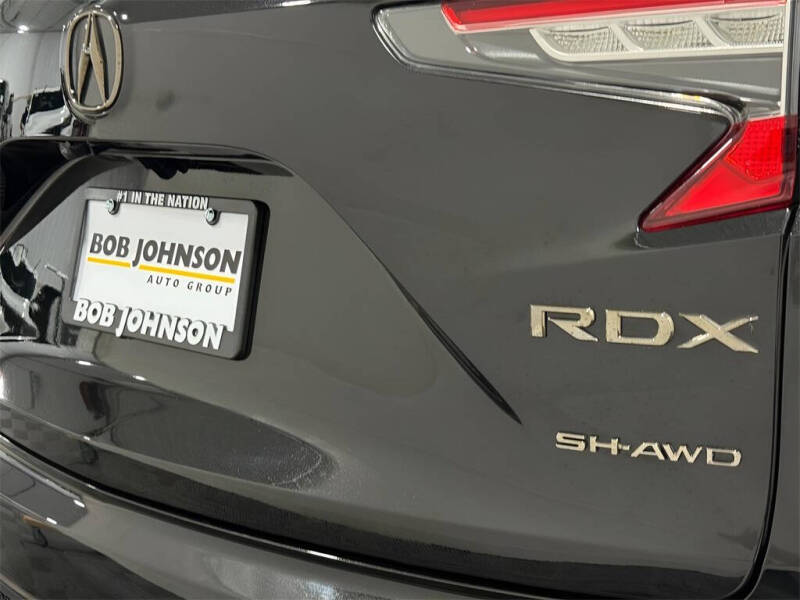 #1 IN THE NATION
BOB JOHNSON
AUTO GROUP
BOB JOHNSON
RDX
SH-AWD